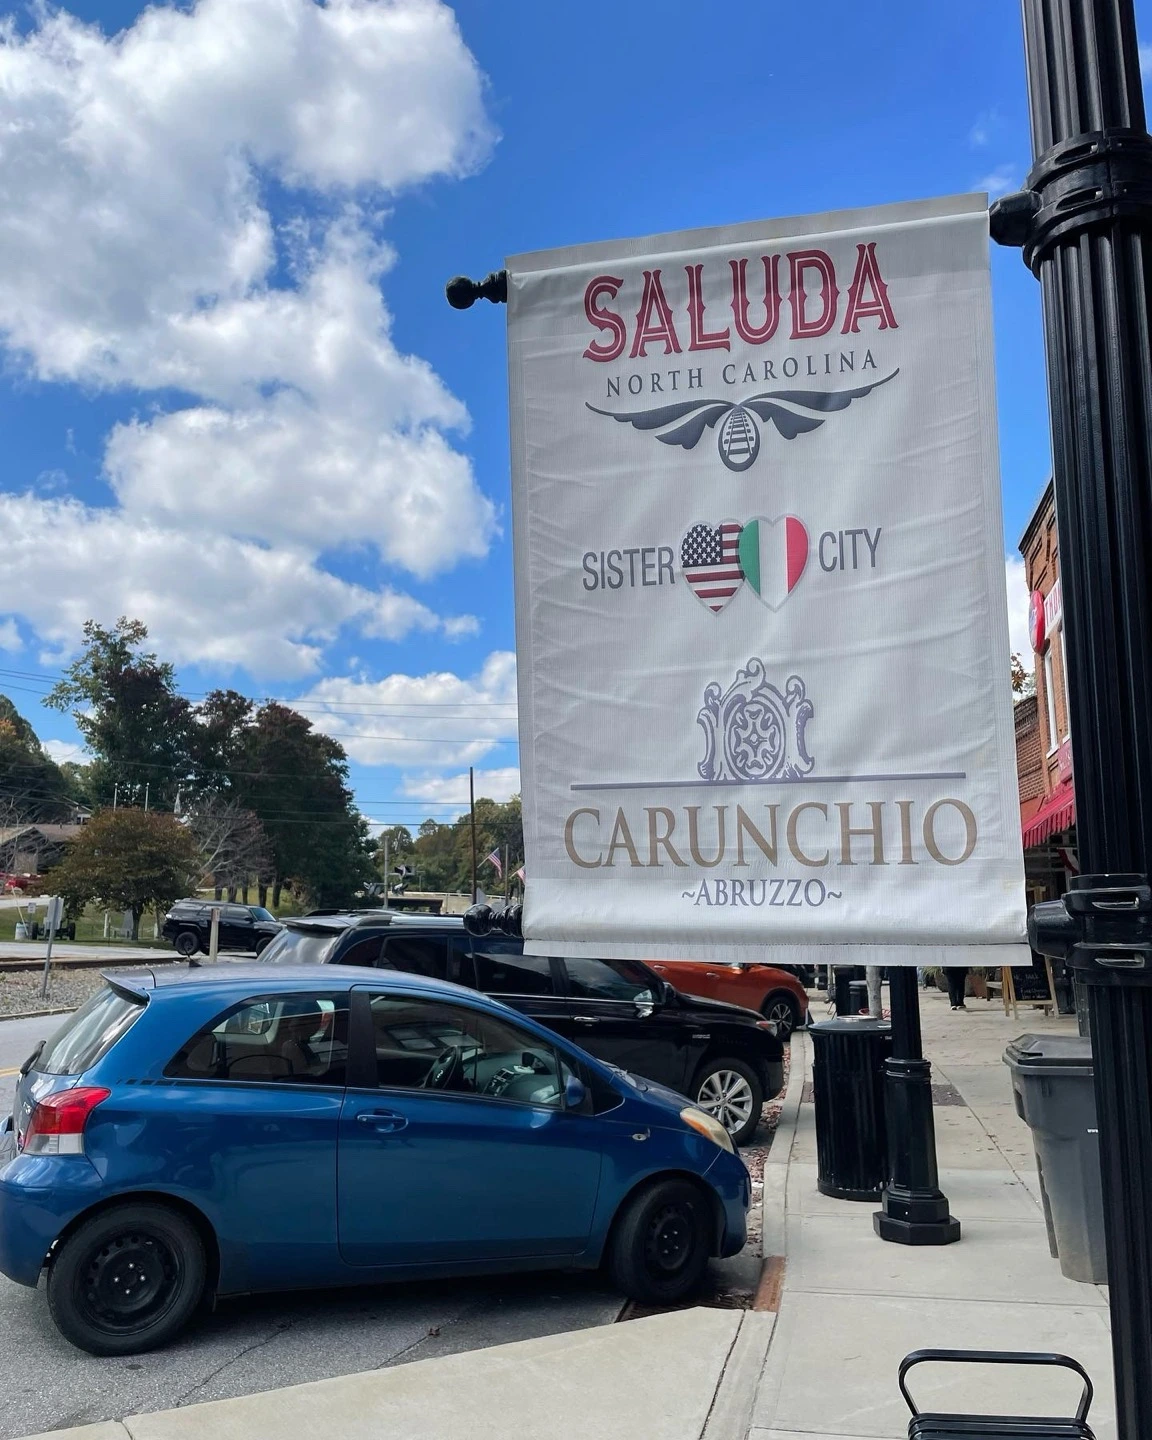 SALUDA
NORTH CAROLINA
SISTER CITY
CARUNCHIO
~ABRUZZO~